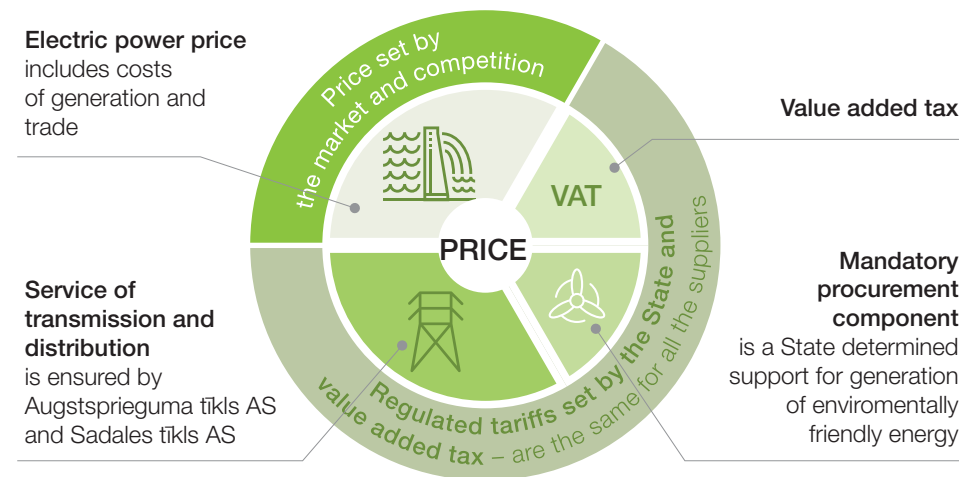 Electric power price
includes costs
of generation and
trade
Price set by
the market and competition
Value added tax
VAT
PRICE
Service of
transmission and
distribution
is ensured by
Augstsprieguma tīkls AS
and Sadales tīkls AS
Mandatory
procurement
component
is a State determined
support for generation
of enviromentally
friendly energy
Regulated tariffs set by the State and
value added tax – are the same for all the suppliers